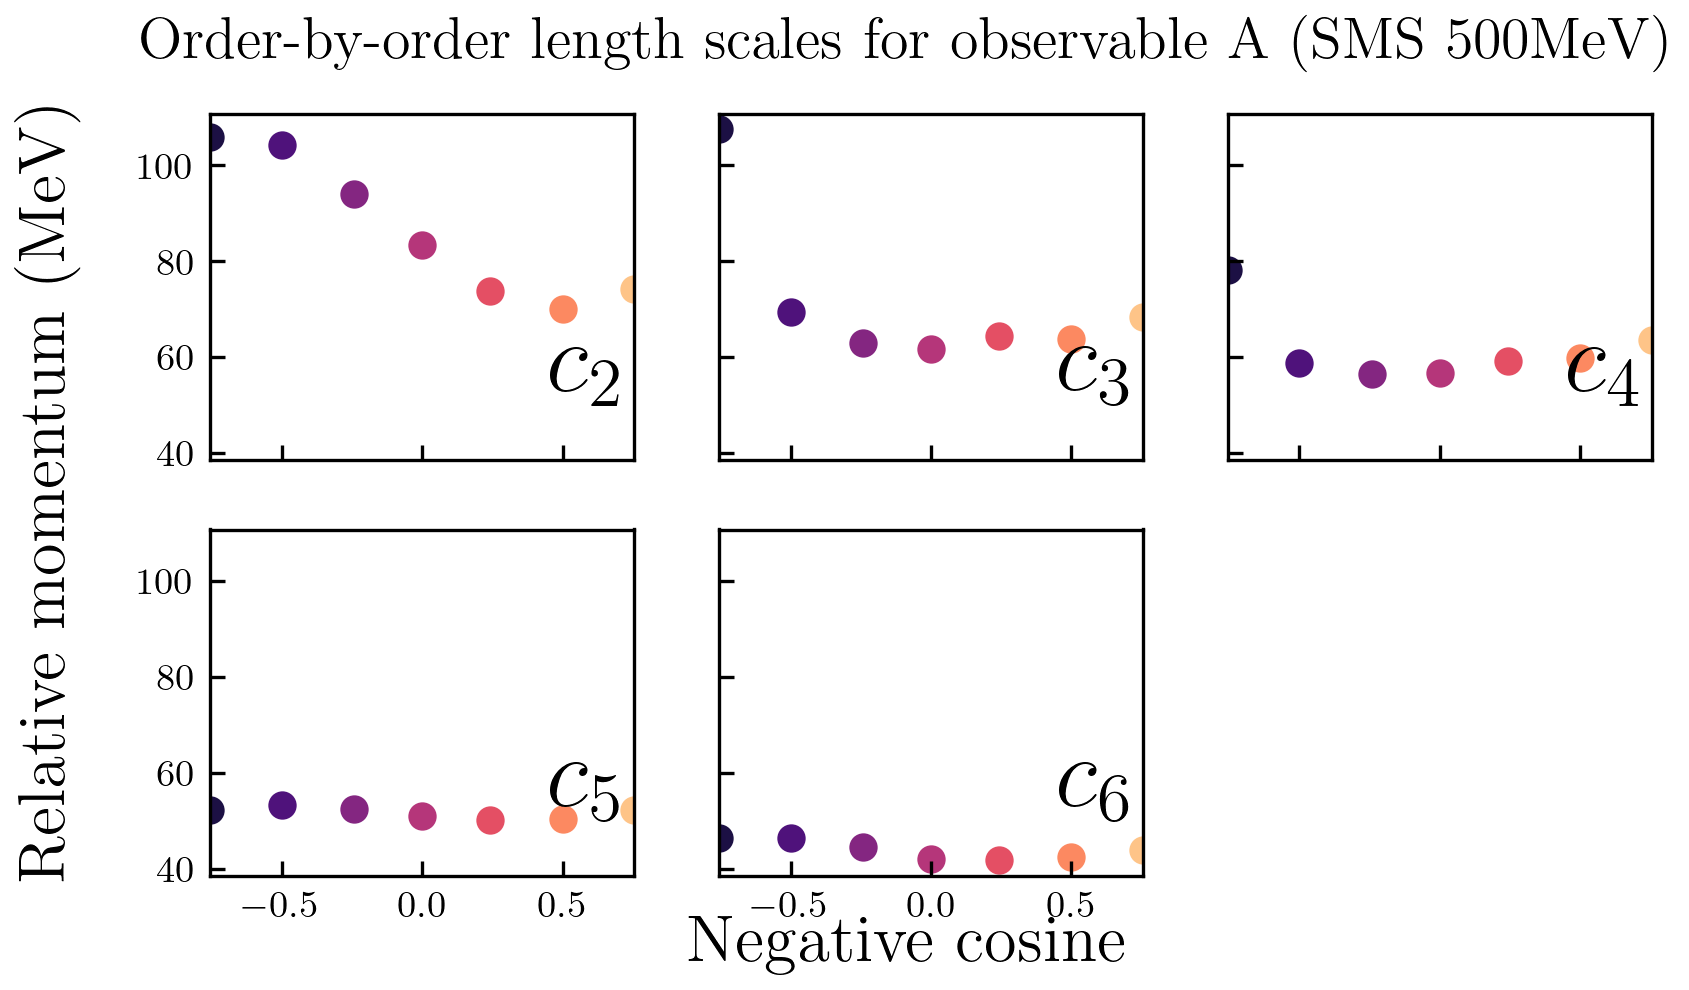 Order-by-order length scales for observable A (SMS 500MeV)
Relative momentum (MeV)
100
80
60
40
c₂
c₃
c₄
100
80
60
40
c₅
c₆
−0.5 0.0 0.5
−0.5 0.0 0.5
Negative cosine